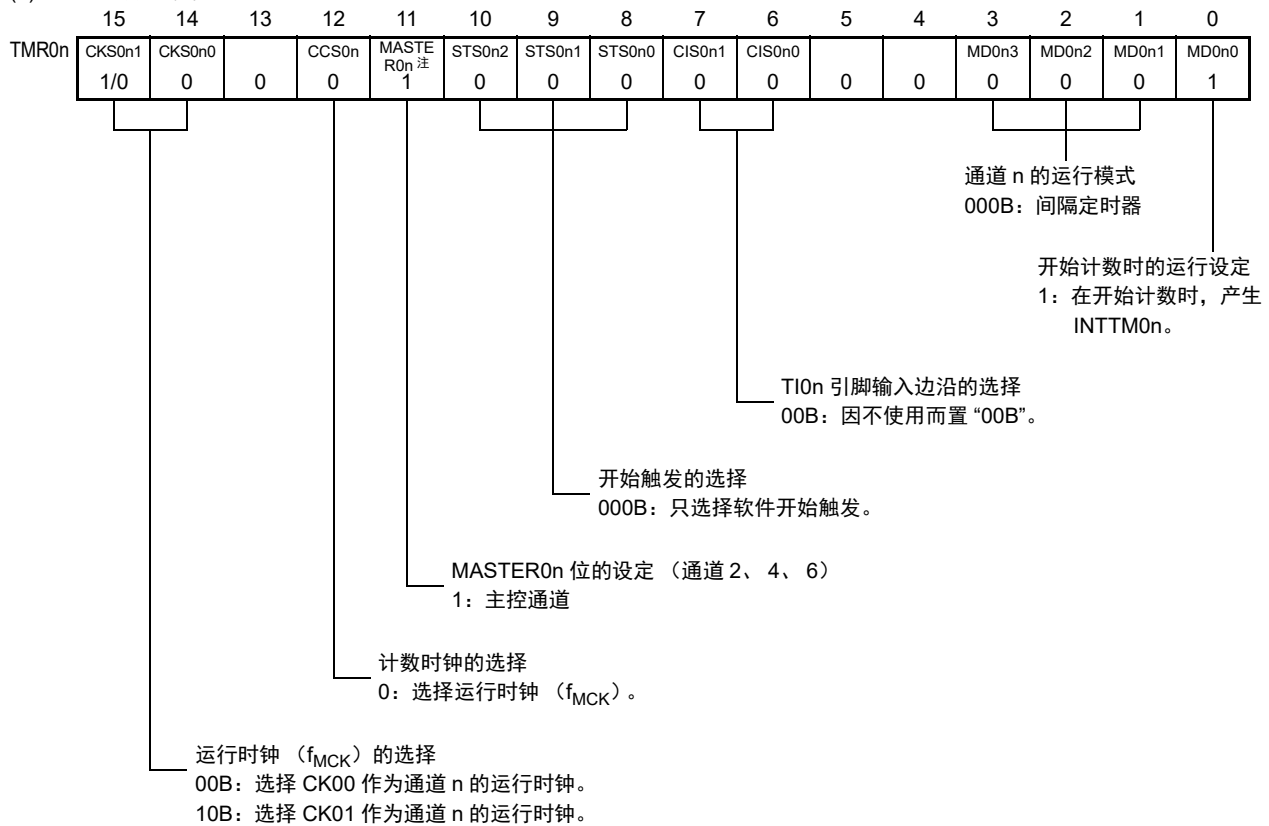 15 14 13 12 11 10 9 8 7 6 5 4 3 2 1 0
TMR0n CKS0n1 CKS0n0 CCS0n MASTE R0n 注 STS0n2 STS0n1 STS0n0 CIS0n1 CIS0n0 MD0n3 MD0n2 MD0n1 MD0n0
1/0 0 0 0 1 0 0 0 0 0 0 0 0 0 0 1
通道 n 的运行模式
000B：间隔定时器
开始计数时的运行设定
1：在开始计数时，产生
INTTM0n。
TI0n 引脚输入边沿的选择
00B：因不使用而置 “00B”。
开始触发的选择
000B：只选择软件开始触发。
MASTER0n 位的设定 （通道 2、 4、 6）
1：主控通道
计数时钟的选择
0：选择运行时钟 （fMCK）。
运行时钟 （fMCK）的选择
00B：选择 CK00 作为通道 n 的运行时钟。
10B：选择 CK01 作为通道 n 的运行时钟。